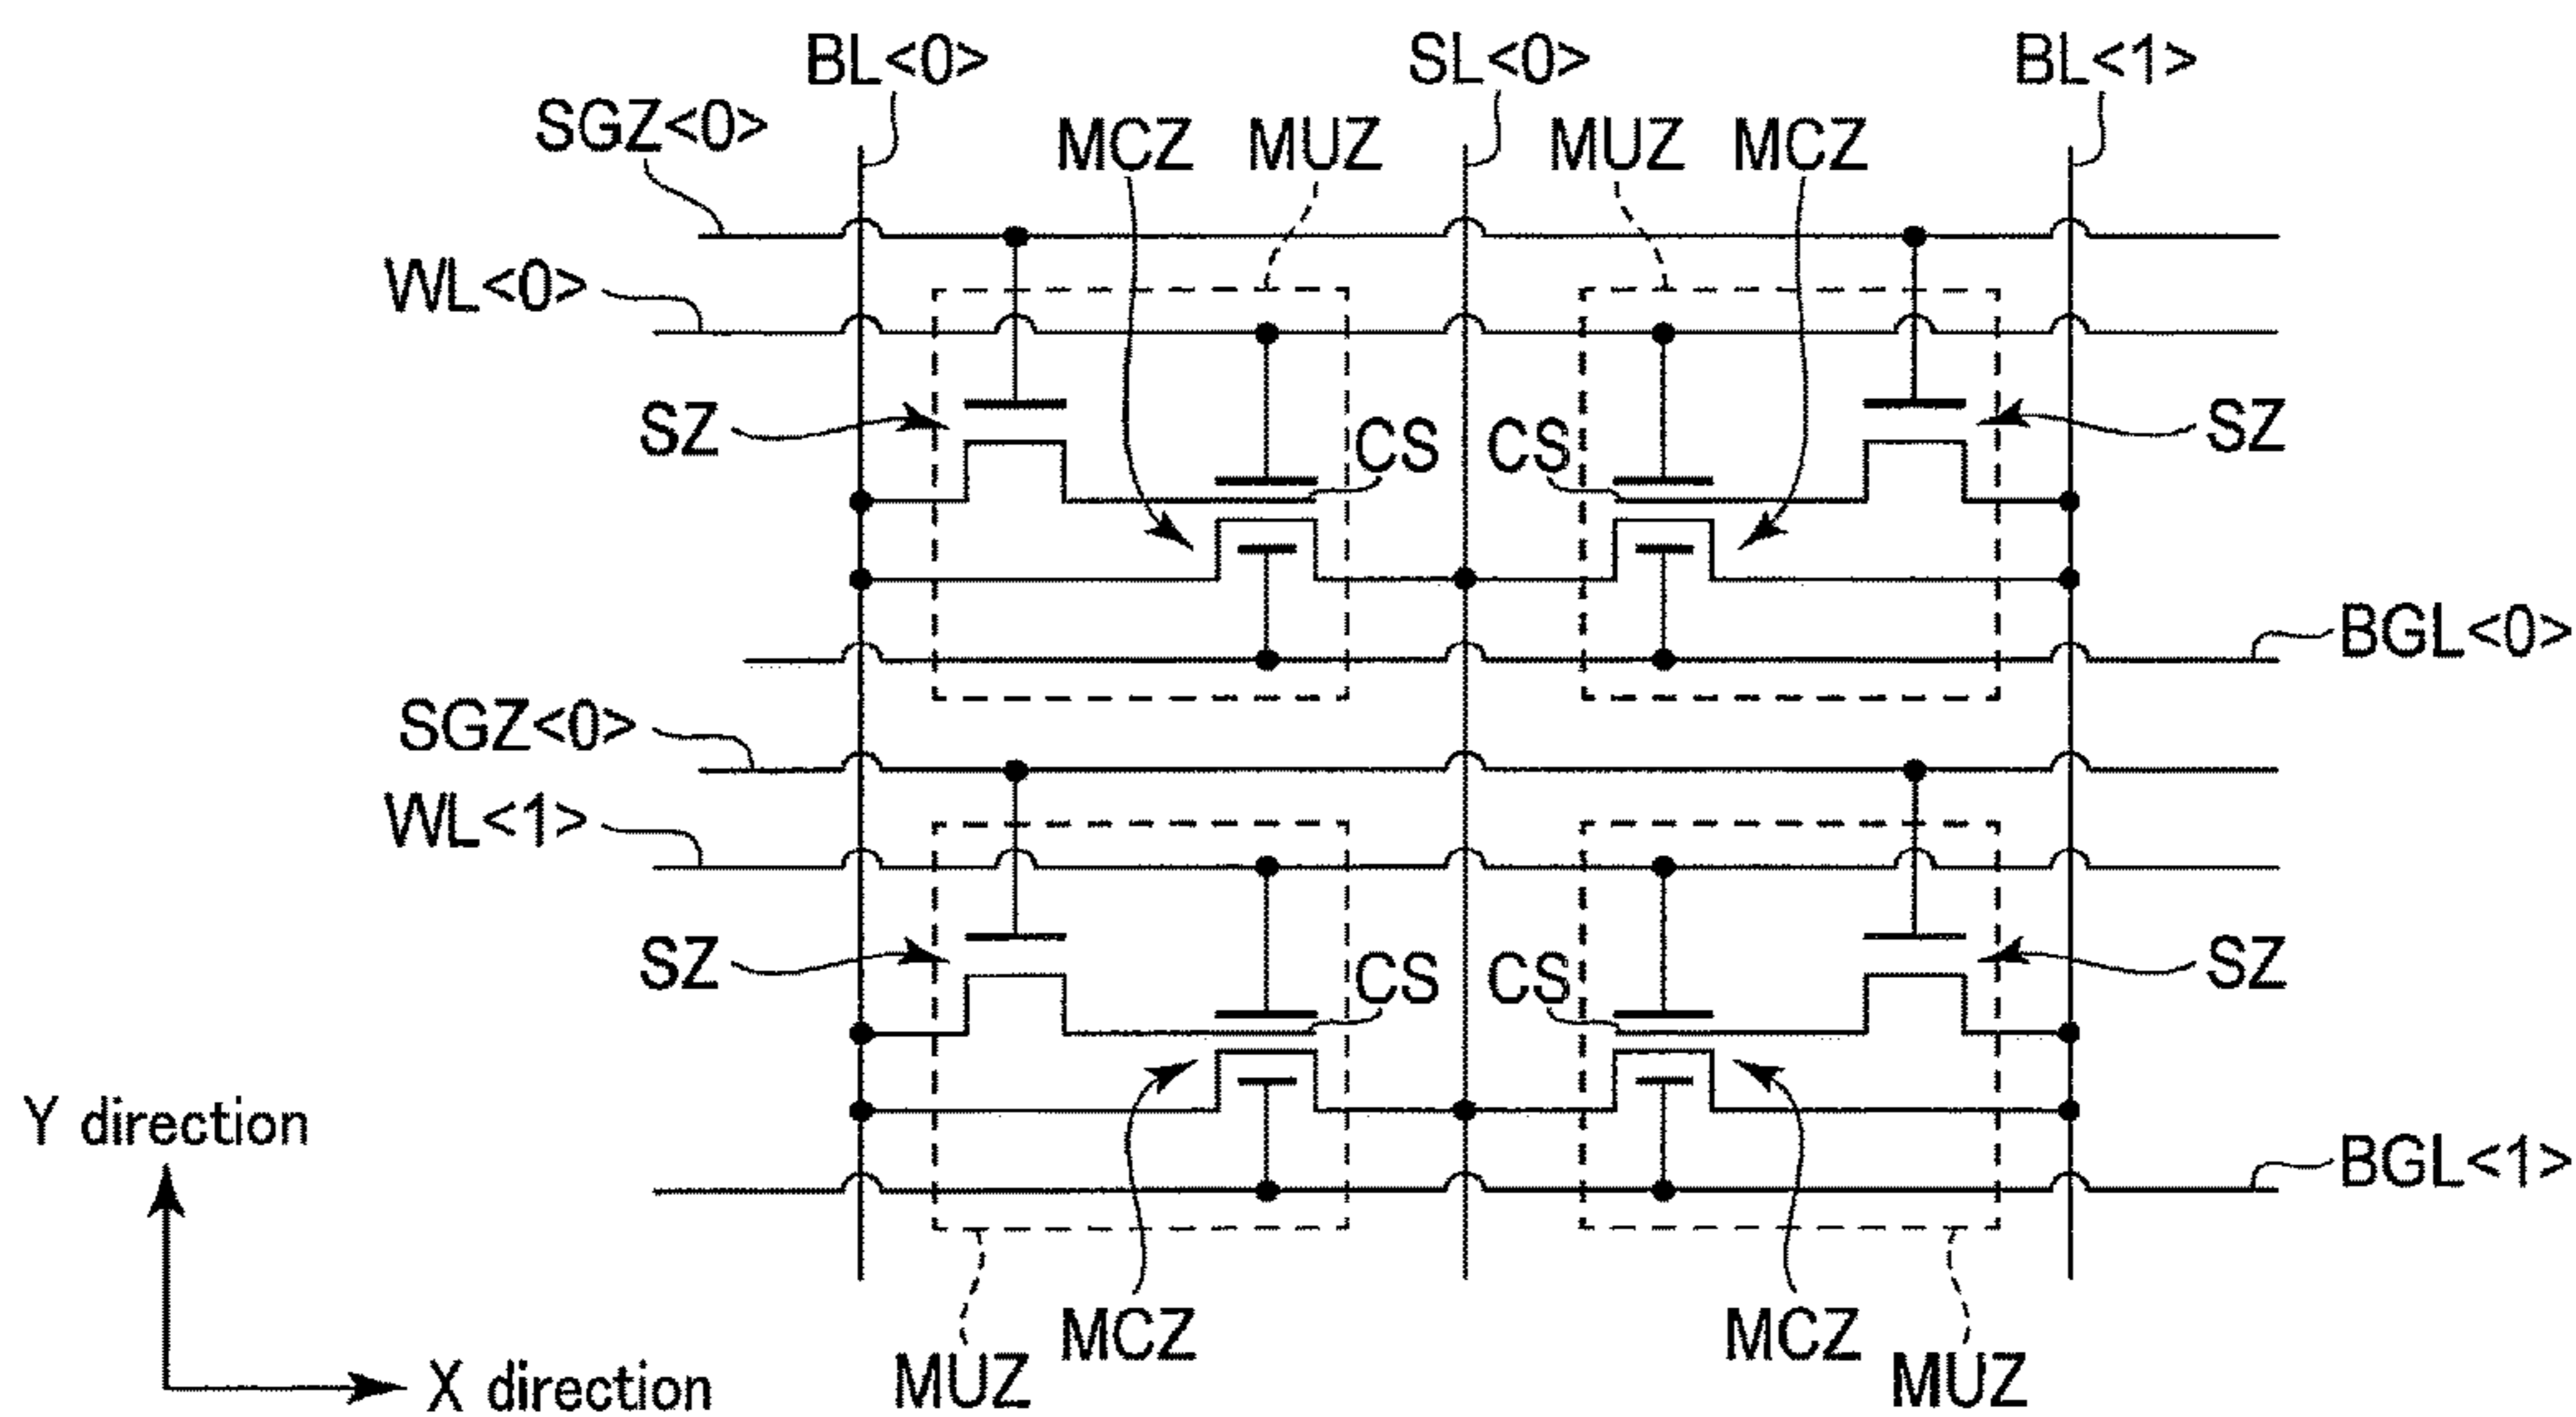 BL<0> SL<0> BL<1>
SGZ<0> MCZ MUZ MUZ MCZ
WL<0>
SZ CS CS SZ
BGL<0>
SGZ<0>
WL<1>
SZ CS CS SZ
Y direction
BGL<1>
MCZ MCZ
X direction MUZ MUZ